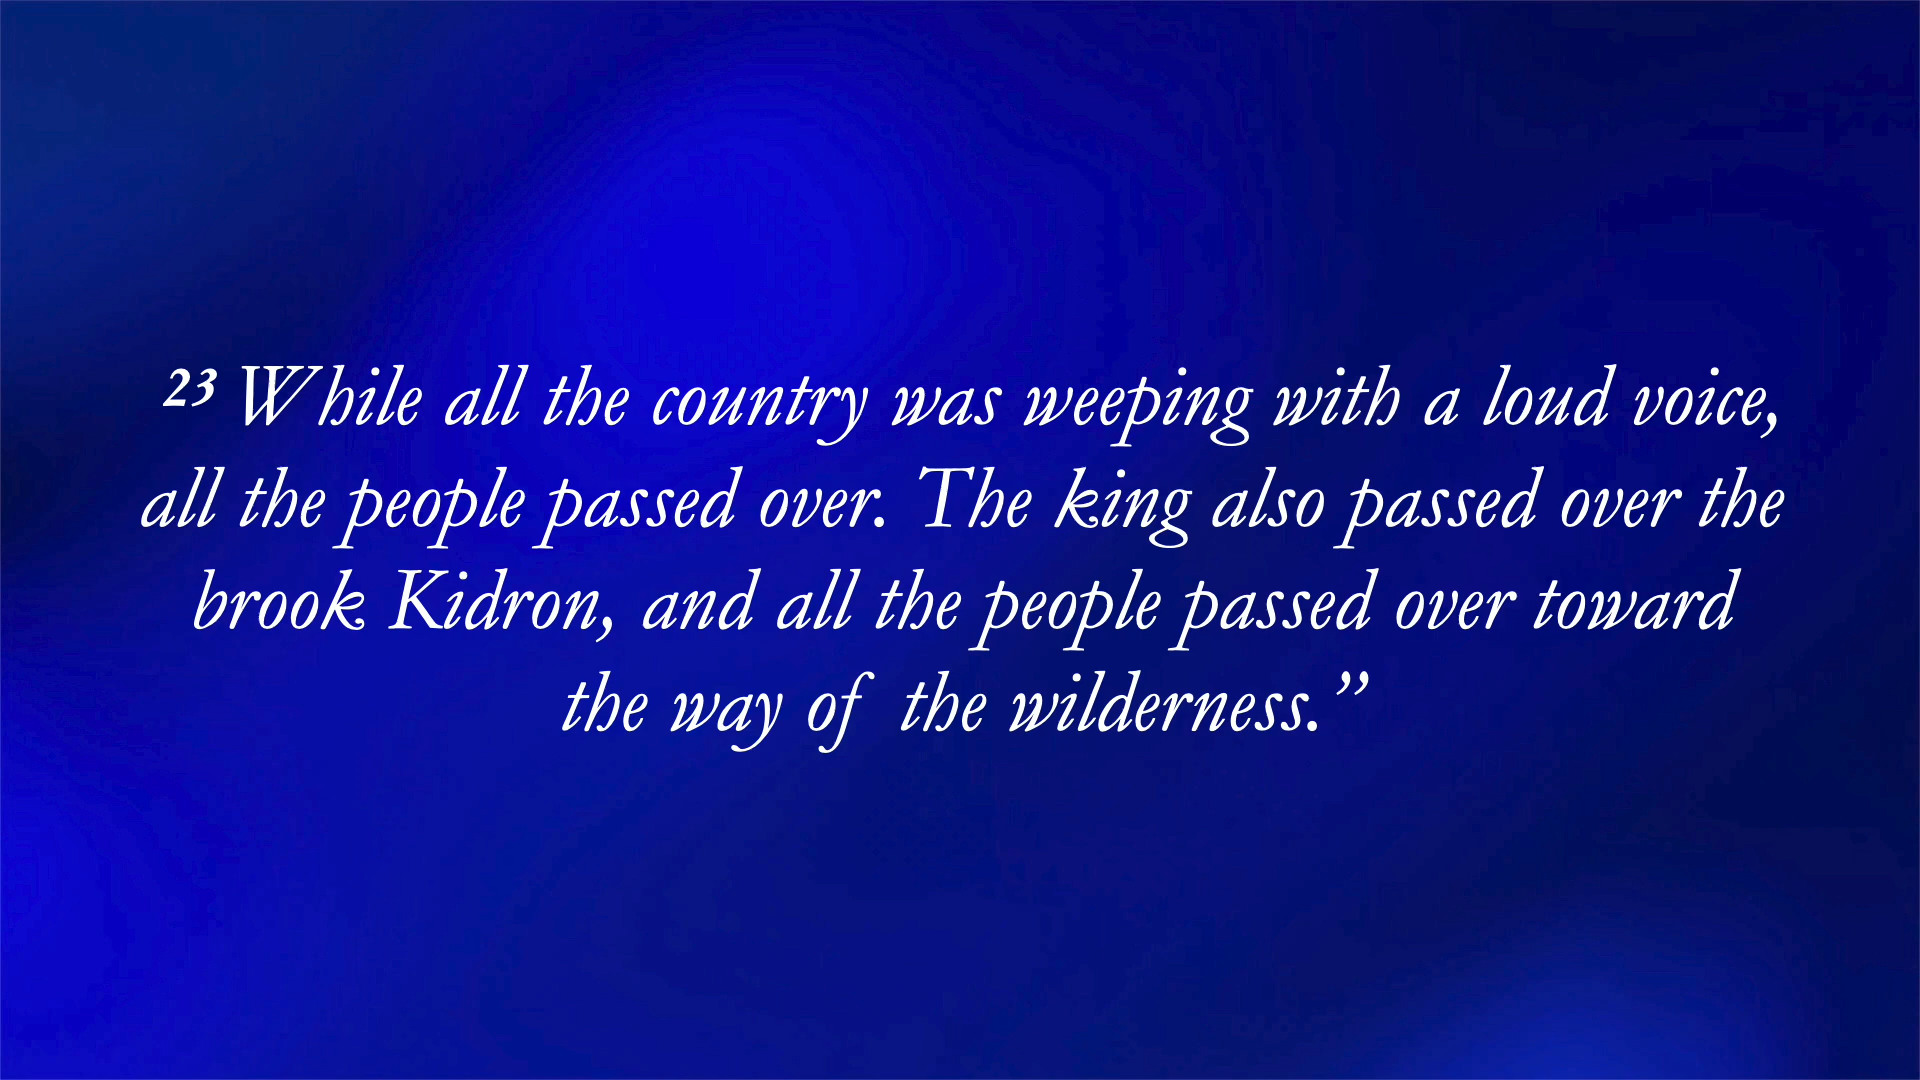 ²³ While all the country was weeping with a loud voice,
all the people passed over. The king also passed over the
brook Kidron, and all the people passed over toward
the way of the wilderness.”